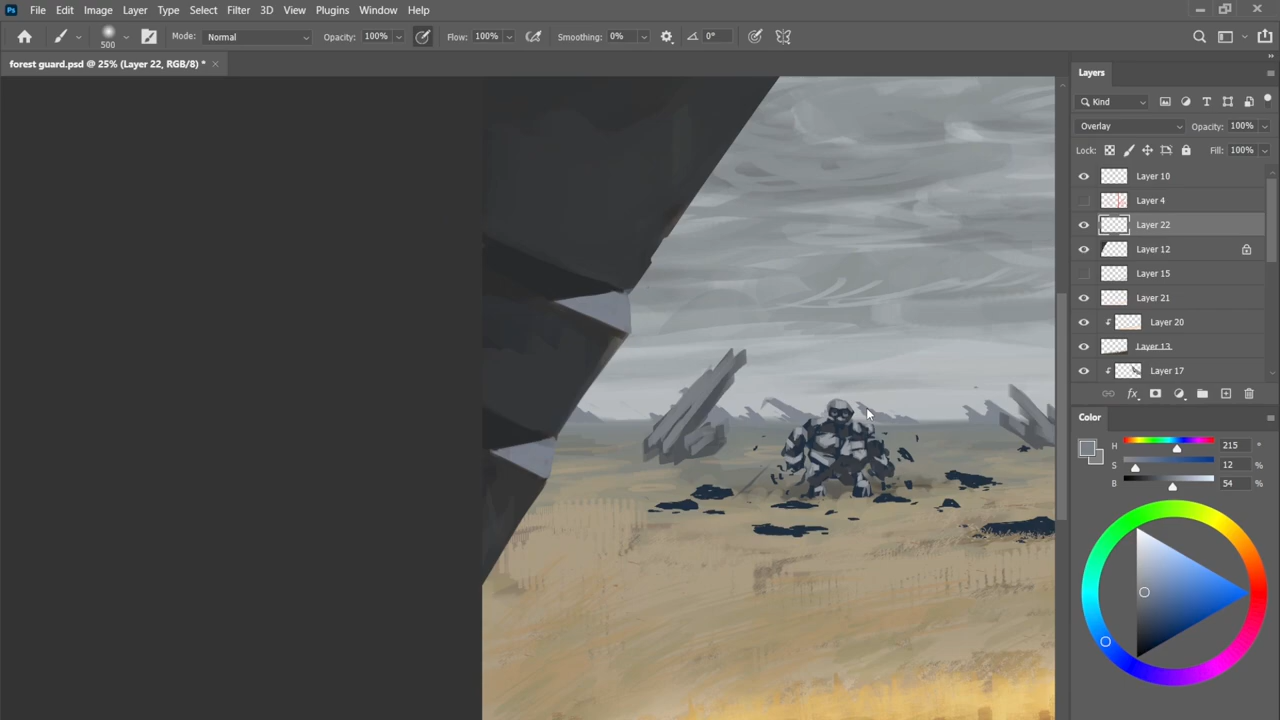 Ps File Edit Image Layer Type Select Filter 3D View Plugins Window Help
500 Mode: Normal Opacity: 100% Flow: 100% Smoothing: 0% 0°
forest guard.psd @ 25% (Layer 22, RGB/8) * ×
Layers
Kind
Overlay Opacity: 100%
Lock: Fill: 100%
Layer 10
Layer 4
Layer 22
Layer 12
Layer 15
Layer 21
Layer 20
Layer 13
Layer 17
fx
Color
H 215 °
S 12 %
B 54 %